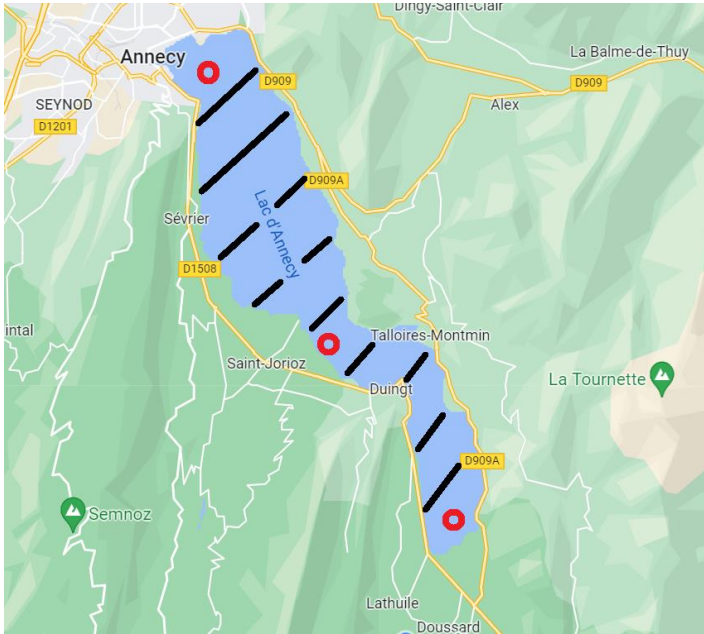 Dingy-Saint-Clair
Annecy
La Balme-de-Thuy
D909
D909
SEYNOD
Alex
D1201
D909A
Sévrier
Lac d'Annecy
D1508
intal
Talloires-Montmin
Saint-Jorioz
La Tournette
Duingt
D909A
Semnoz
Lathuile
Doussard